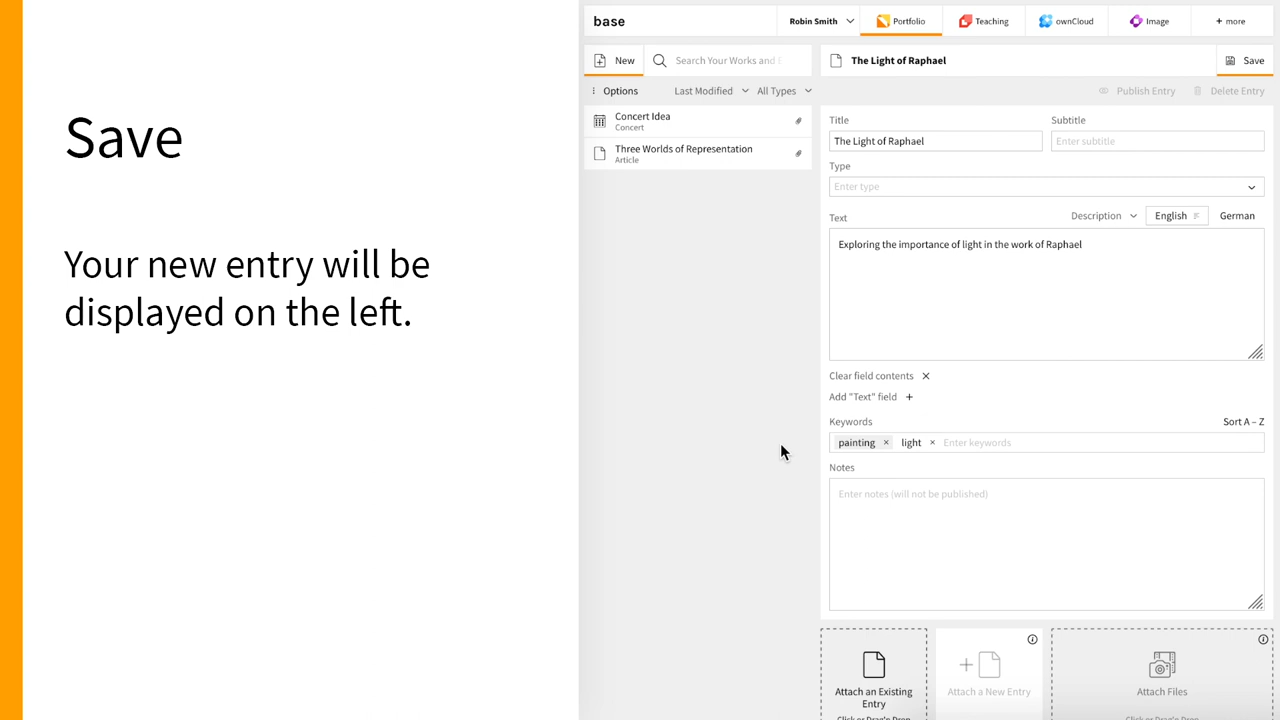 Save
Your new entry will be
displayed on the left.
base
Robin Smith
Portfolio
Teaching
ownCloud
Image
+ more
New
Search Your Works and
The Light of Raphael
Save
Options
Last Modified
All Types
Publish Entry
Delete Entry
Concert Idea
Concert
Three Worlds of Representation
Article
Title
Subtitle
The Light of Raphael
Enter subtitle
Type
Enter type
Text
Description
English
German
Exploring the importance of light in the work of Raphael
Clear field contents
Add "Text" field +
Keywords
Sort A – Z
painting × light × Enter keywords
Notes
Enter notes (will not be published)
Attach an Existing
Entry
Attach a New Entry
Attach Files